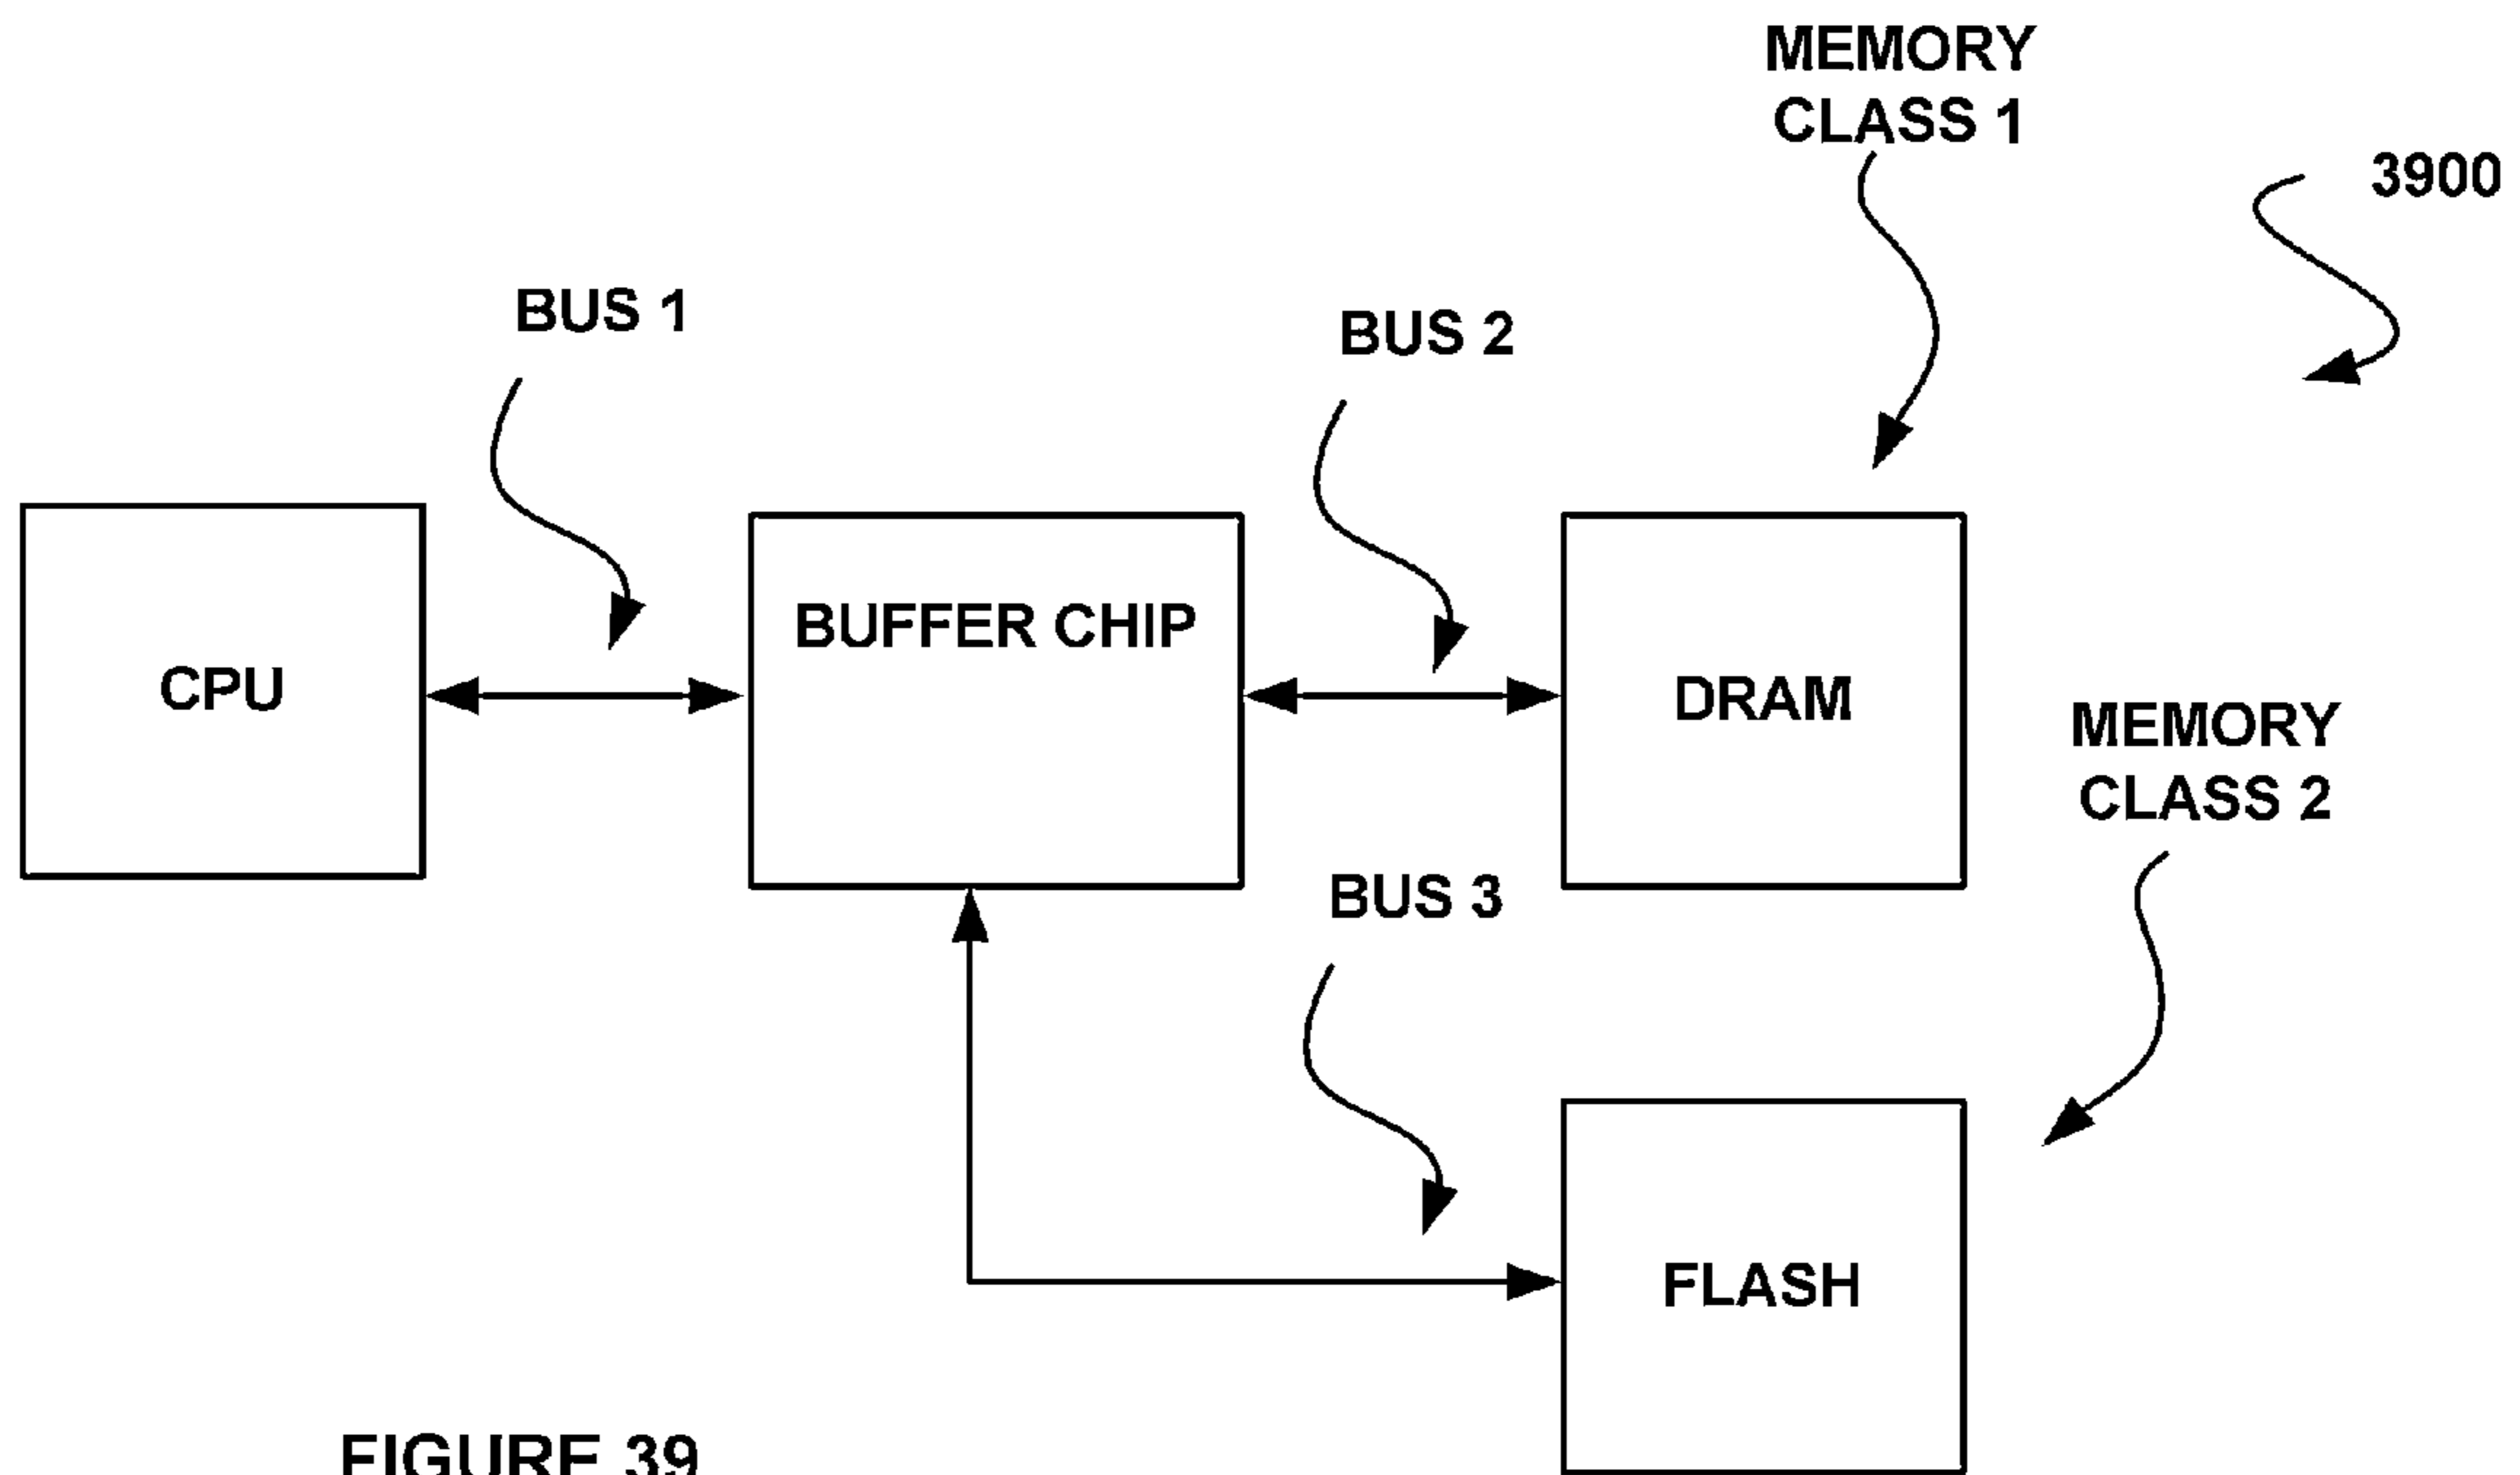 MEMORY
CLASS 1
3900
BUS 1
BUS 2
BUFFER CHIP
CPU
DRAM
MEMORY
CLASS 2
BUS 3
FLASH
FIGURE 39